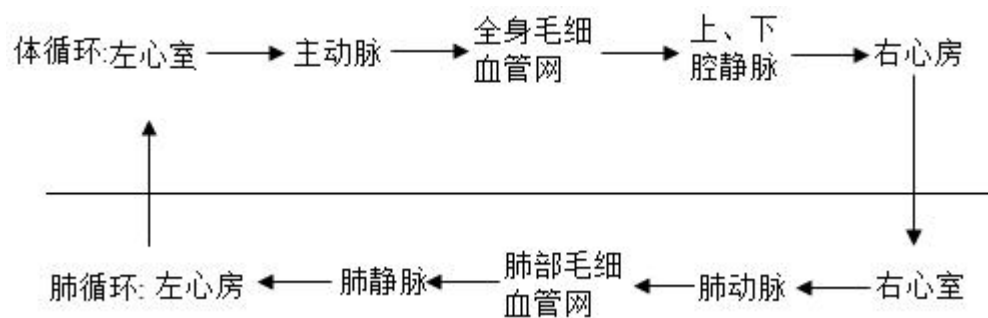 体循环:左心室 主动脉 全身毛细 上、下 右心房
血管网 腔静脉
肺循环: 左心房 肺静脉 肺部毛细 肺动脉 右心室
血管网